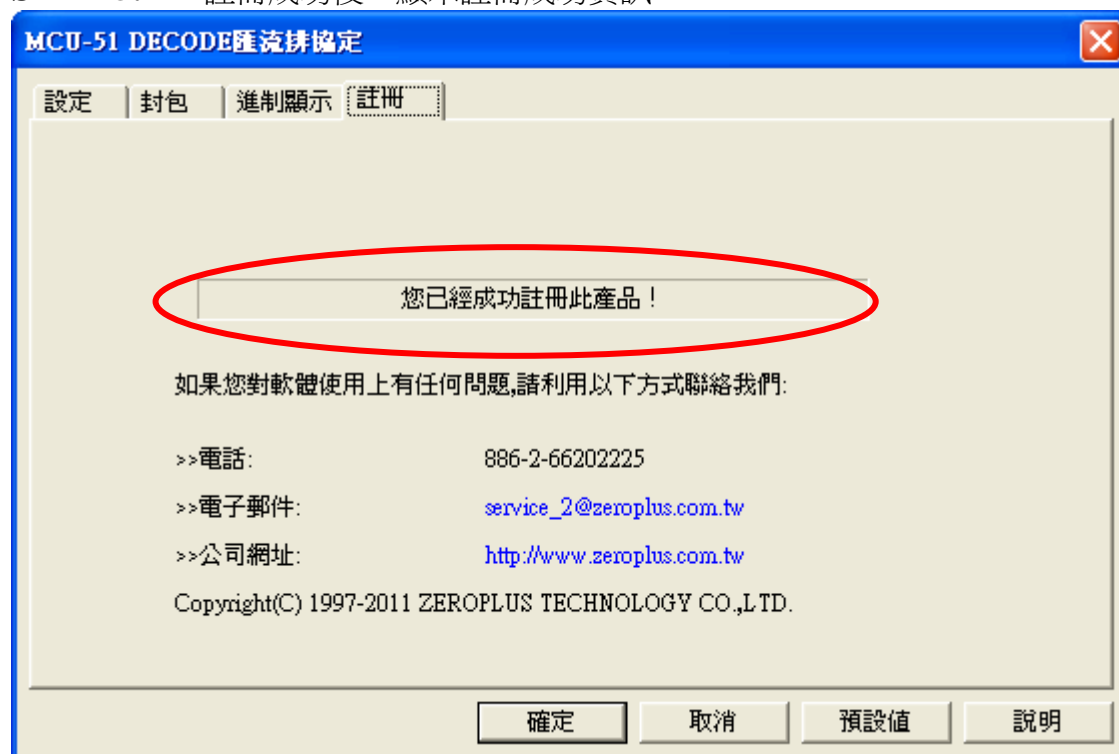 MCU-51 DECODE匯流排協定
設定 封包 進制顯示 註冊
您已經成功註冊此產品！
如果您對軟體使用上有任何問題,請利用以下方式聯絡我們:
>>電話: 886-2-66202225
>>電子郵件: service_2@zeroplus.com.tw
>>公司網址: http://www.zeroplus.com.tw
Copyright(C) 1997-2011 ZEROPLUS TECHNOLOGY CO.,LTD.
確定 取消 預設值 說明